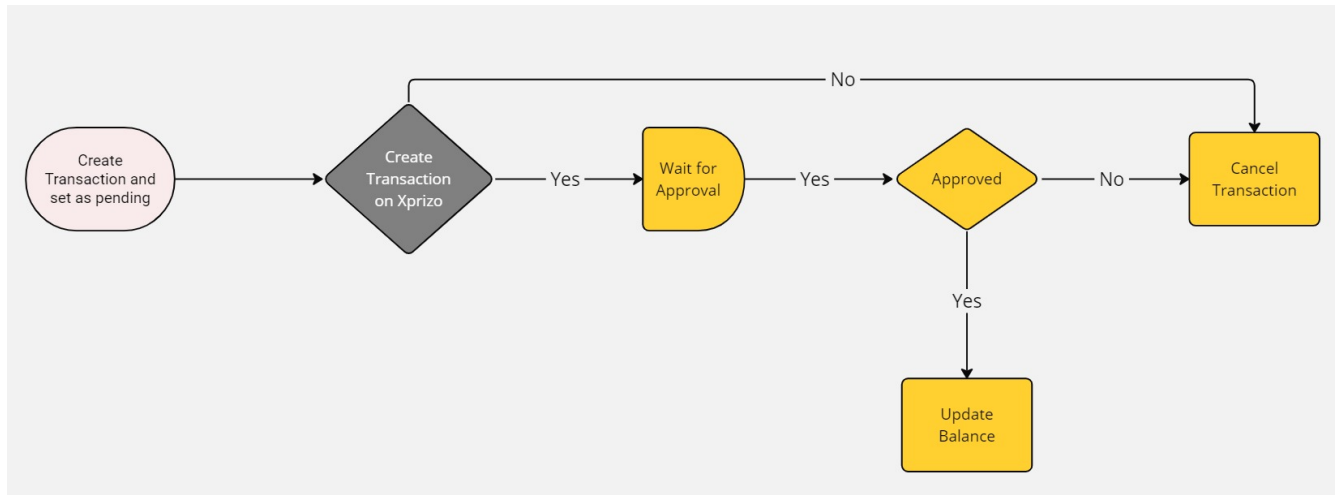 No
Create
Transaction and
set as pending
Create
Transaction
on Xprizo
Yes
Wait for
Approval
Yes
Approved
No
Cancel
Transaction
Yes
Update
Balance